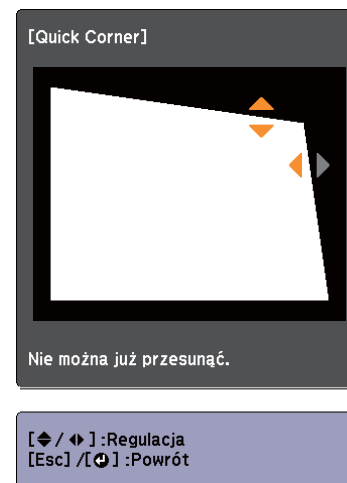 [Quick Corner]
Nie można już przesunąć.
[◆/ ◀▶ ] :Regulacja
[Esc] /[↵] :Powrót